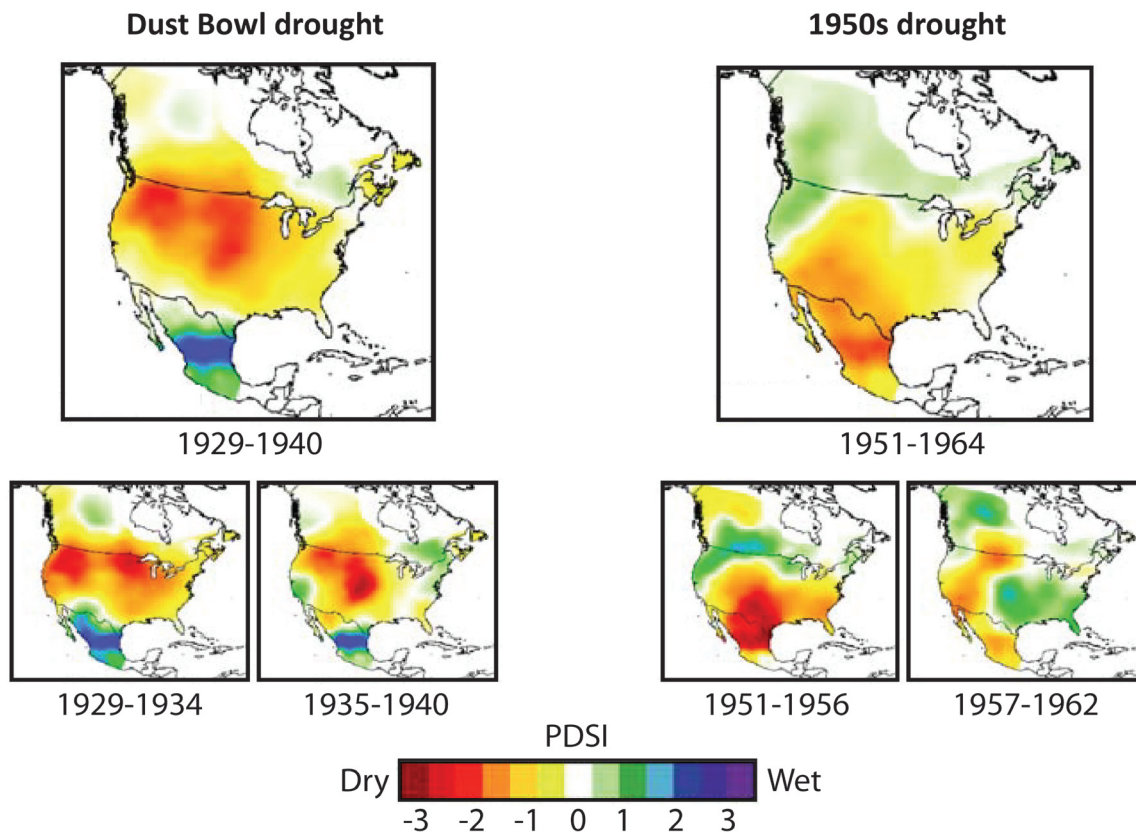 Dust Bowl drought
1950s drought
1929-1940
1951-1964
1929-1934
1935-1940
1951-1956
1957-1962
PDSI
Dry
Wet
-3 -2 -1 0 1 2 3